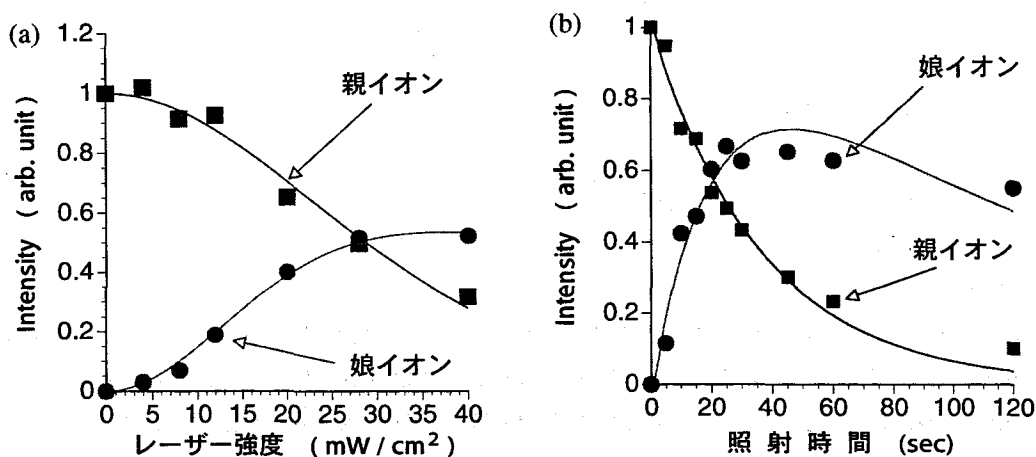 (a)
1.2
1
0.8
0.6
0.4
0.2
0
Intensity ( arb. unit )
親イオン
娘イオン
0 5 10 15 20 25 30 35 40
レーザー強度 ( mW / cm²)
(b)
1
0.8
0.6
0.4
0.2
0
Intensity ( arb. unit )
娘イオン
親イオン
0 20 40 60 80 100 120
照射時間 (sec)